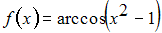 f(x) = arccos(x² − 1)